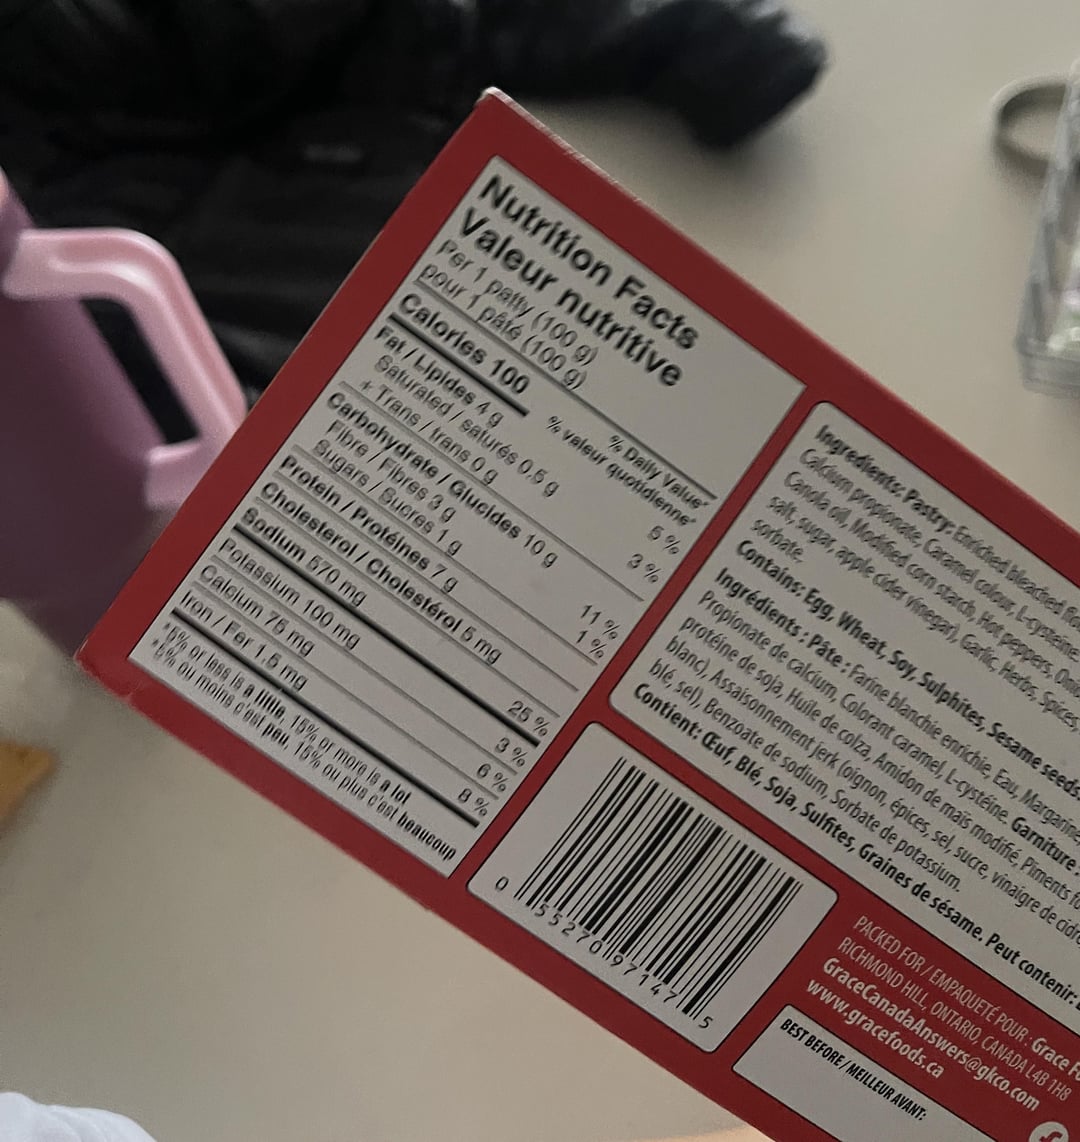 Nutrition Facts
Valeur nutritive
Per 1 patty (100 g)
pour 1 pâté (100 g)
Calories 100
% Daily Value*
% valeur quotidienne*
Fat / Lipides 4 g 5 %
Saturated / saturés 0.5 g
+ Trans / trans 0 g 3 %
Carbohydrate / Glucides 10 g
Fibre / Fibres 3 g 11 %
Sugars / Sucres 1 g 1 %
Protein / Protéines 7 g
Cholesterol / Cholestérol 5 mg
Sodium 570 mg 25 %
Potassium 100 mg 3 %
Calcium 75 mg 6 %
Iron / Fer 1.5 mg 8 %
*5% or less is a little, 15% or more is a lot
*5% ou moins c'est peu, 15% ou plus c'est beaucoup
Ingredients: Pastry: Enriched bleached
Calcium propionate, Caramel colour, L-cysteine.
Canola oil, Modified corn starch, Hot peppers,
salt, sugar, apple cider vinegar), Garlic, Herbs, Spices,
sorbate.
Contains: Egg, Wheat, Soy, Sulphites, Sesame seeds
Ingrédients : Pâte : Farine blanchie enrichie, Eau, Margarine
Propionate de calcium, Colorant caramel, L-cystéine. Garniture :
protéine de soja, Huile de colza, Amidon de maïs modifié, Piments
blanc), Assaisonnement jerk (oignon, épices, sel, sucre, vinaigre de cidre
blé, sel), Benzoate de sodium, Sorbate de potassium.
Contient: Œuf, Blé, Soja, Sulfites, Graines de sésame. Peut contenir:
0 55270 97147 5
PACKED FOR / EMPAQUETÉ POUR : Grace
RICHMOND HILL, ONTARIO, CANADA L4B 1H8
GraceCanadaAnswers@gkco.com
www.gracefoods.ca
BEST BEFORE / MEILLEUR AVANT: